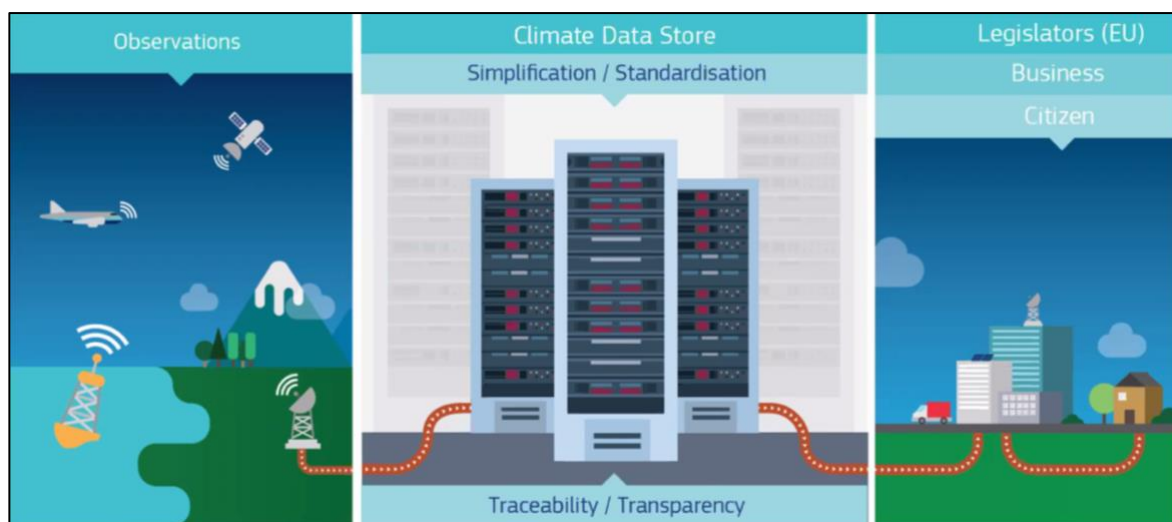 Observations
Climate Data Store
Simplification / Standardisation
Traceability / Transparency
Legislators (EU)
Business
Citizen